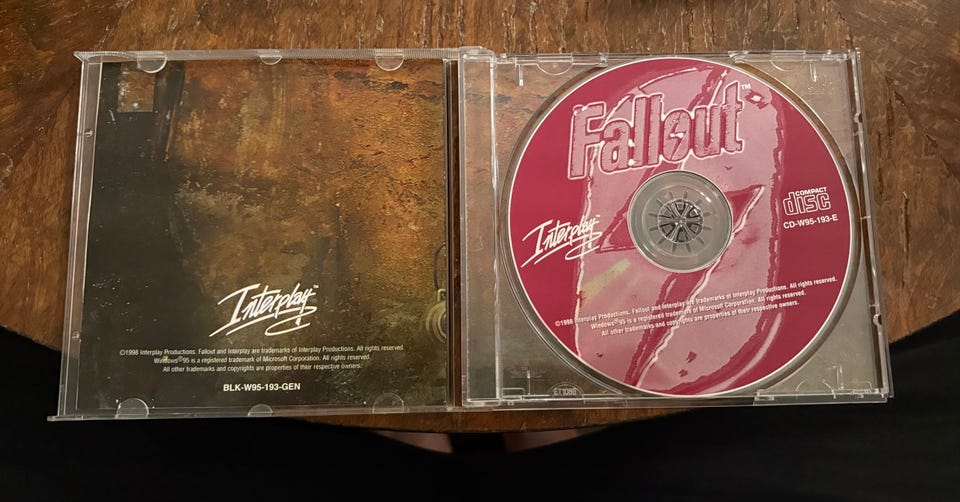 Interplay™
©1998 Interplay Productions. Fallout and Interplay are trademarks of Interplay Productions. All rights reserved.
Windows®95 is a registered trademark of Microsoft Corporation. All rights reserved.
All other trademarks and copyrights are properties of their respective owners.
BLK-W95-193-GEN
Fallout™
COMPACT
disc
CD-W95-193-E
Interplay™
©1998 Interplay Productions. Fallout and Interplay are trademarks of Interplay Productions. All rights reserved.
Windows®95 is a registered trademark of Microsoft Corporation. All rights reserved.
All other trademarks and copyrights are properties of their respective owners.